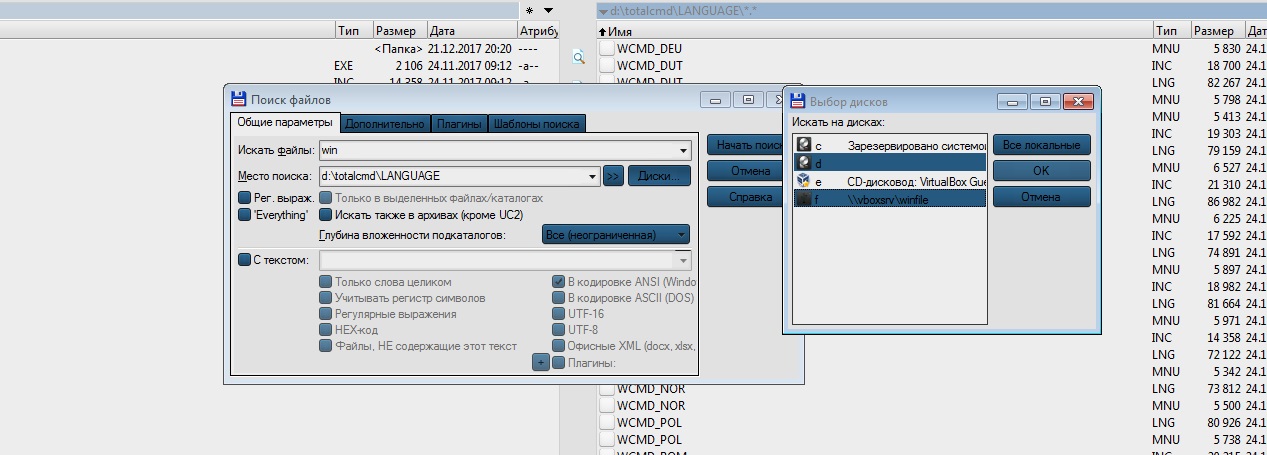 d:\totalcmd\LANGUAGE\*.*
Тип Размер Дата Атрибу
<Папка> 21.12.2017 20:20 ----
EXE 2 106 24.11.2017 09:12 -a--
INC 14 358 24.11.2017 09:12 -a--
Поиск файлов
Общие параметры Дополнительно Плагины Шаблоны поиска
Искать файлы: win
Место поиска: d:\totalcmd\LANGUAGE >> Диски...
Рег. выраж. Только в выделенных файлах/каталогах
'Everything' Искать также в архивах (кроме UC2)
Глубина вложенности подкаталогов: Все (неограниченная)
С текстом:
Только слова целиком В кодировке ANSI (Windo
Учитывать регистр символов В кодировке ASCII (DOS)
Регулярные выражения UTF-16
HEX-код UTF-8
Файлы, НЕ содержащие этот текст Офисные XML (docx, xlsx,
+ Плагины:
Начать поиск
Отмена
Справка
Выбор дисков
Искать на дисках:
c Зарезервировано системой
d
e CD-дисковод: VirtualBox Gue
f \\vboxsrv\winfile
Все локальные
OK
Отмена
Имя Тип Размер Дат
WCMD_DEU MNU 5 830 24.1
WCMD_DUT INC 18 700 24.1
WCMD_DUT LNG 82 267 24.1
MNU 5 798 24.1
MNU 5 413 24.1
INC 19 303 24.1
LNG 79 159 24.1
MNU 6 527 24.1
INC 21 310 24.1
LNG 86 982 24.1
MNU 6 225 24.1
INC 17 592 24.1
LNG 74 891 24.1
MNU 5 897 24.1
INC 18 982 24.1
LNG 81 664 24.1
MNU 5 971 24.1
INC 14 358 24.1
LNG 72 122 24.1
MNU 5 342 24.1
WCMD_NOR LNG 73 812 24.1
WCMD_NOR MNU 5 500 24.1
WCMD_POL LNG 80 926 24.1
WCMD_POL MNU 5 738 24.1